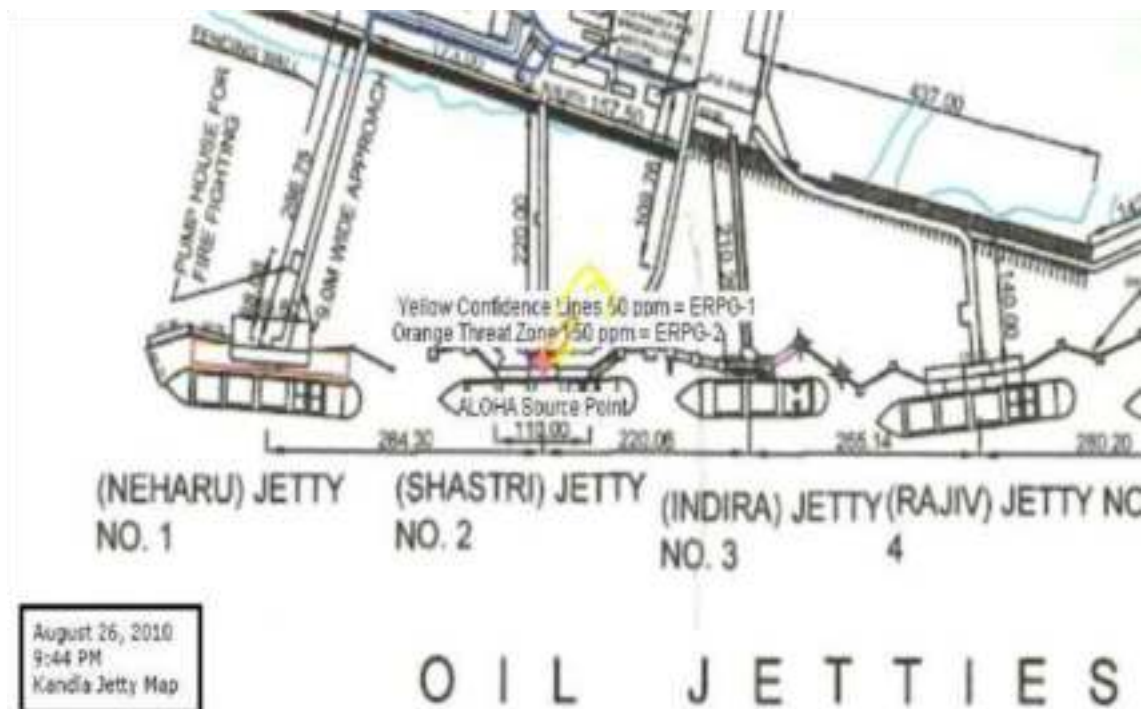 FENDING WALL
PUMP HOUSE FOR
FIRE FIGHTING
286.75
9.0M WIDE APPROACH
157.50
437.00
220.00
140.00
Yellow Confidence Lines 50 ppm = ERPG-1
Orange Threat Zone 150 ppm = ERPG-2
ALOHA Source Point
110.00
284.30
220.06
265.14
280.20
(NEHARU) JETTY
NO. 1
(SHASTRI) JETTY
NO. 2
(INDIRA) JETTY
NO. 3
(RAJIV) JETTY NO
4
August 26, 2010
9:44 PM
Kandla Jetty Map
OIL JETTIES